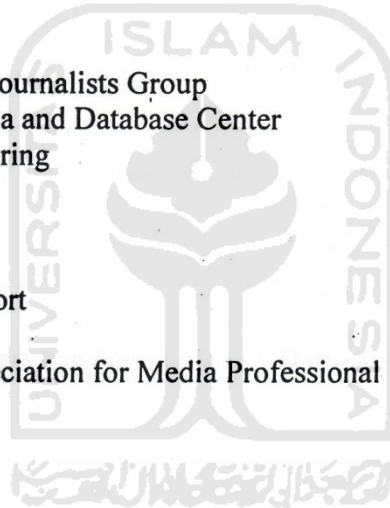 ISLAM
ournalists Group
a and Database Center
ring
ort
ciation for Media Professional
UNIVERSITAS
INDONESIA